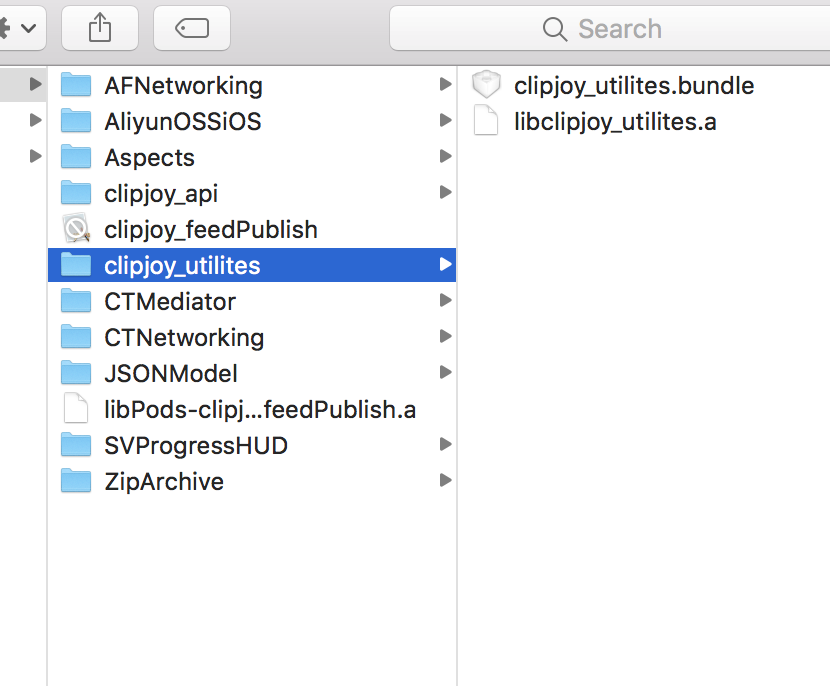 Search
AFNetworking
AliyunOSSiOS
Aspects
clipjoy_api
clipjoy_feedPublish
clipjoy_utilites
CTMediator
CTNetworking
JSONModel
libPods-clipj...feedPublish.a
SVProgressHUD
ZipArchive
clipjoy_utilites.bundle
libclipjoy_utilites.a